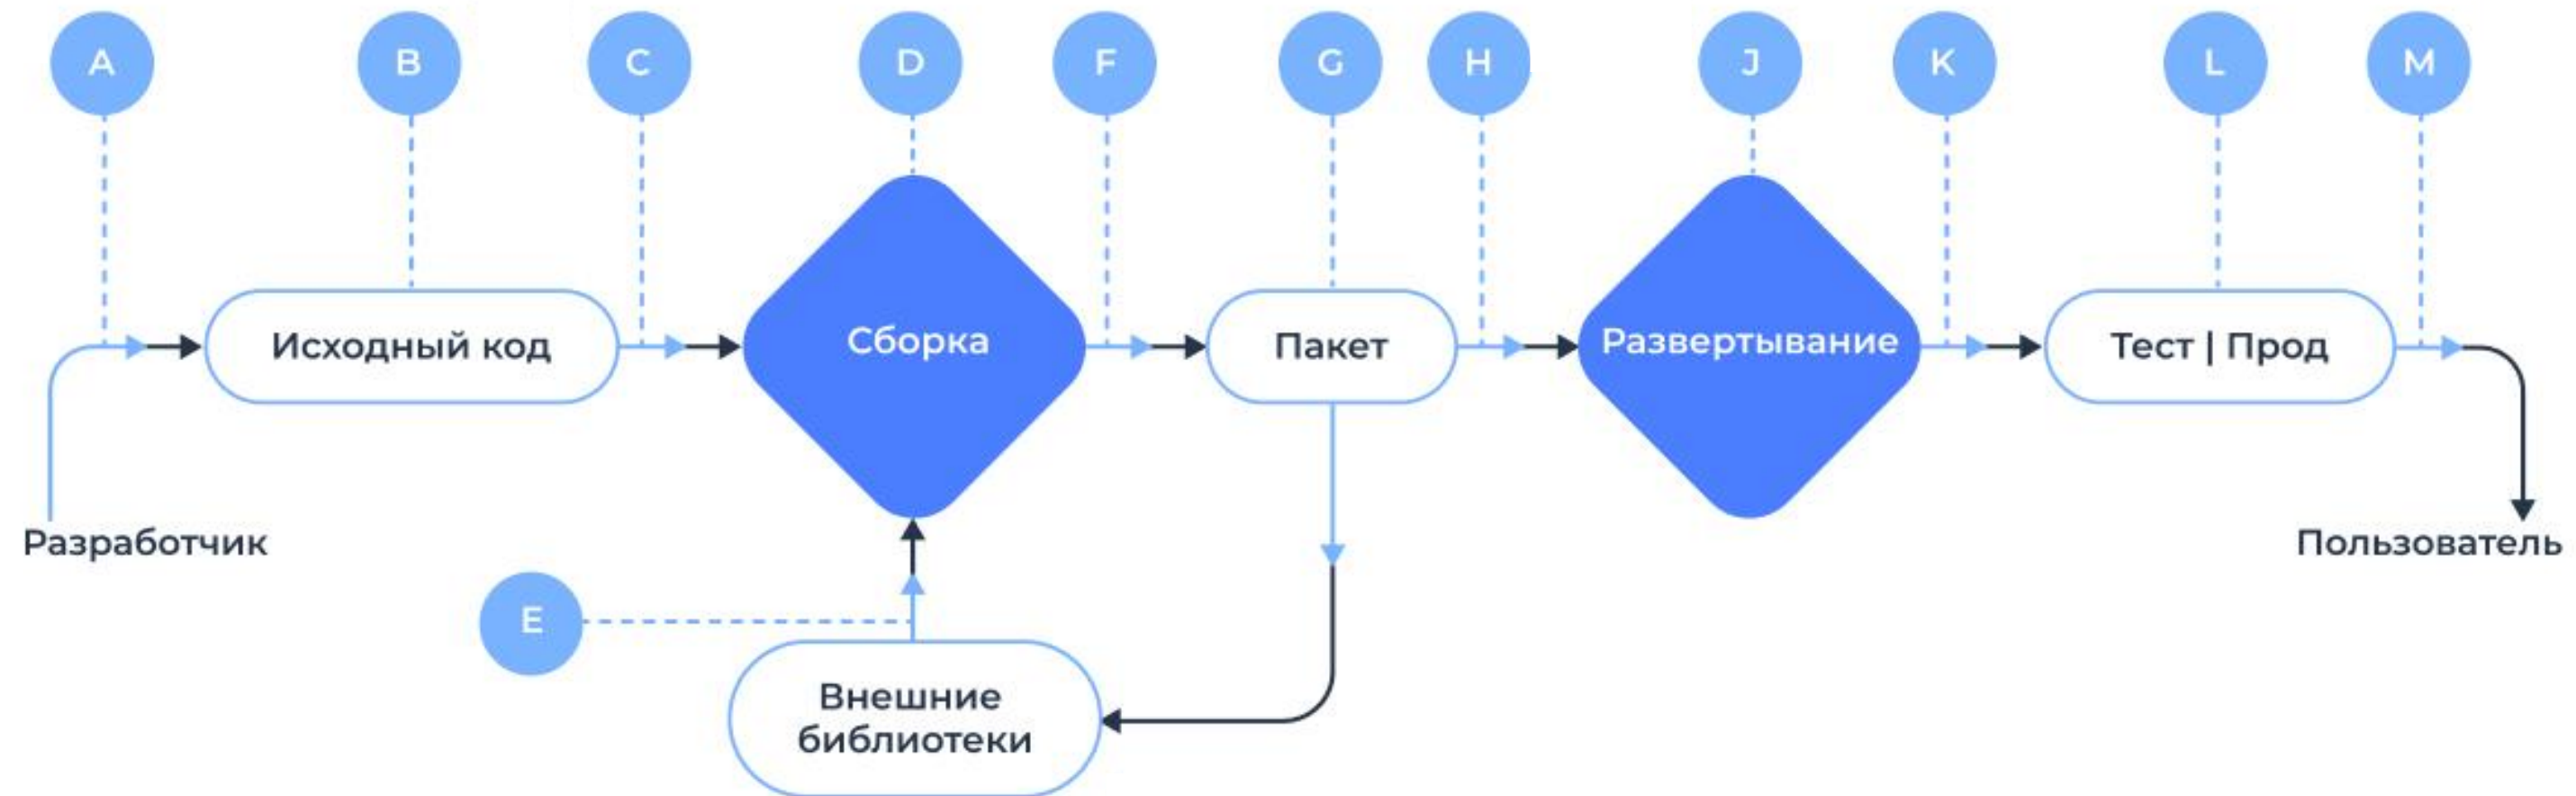 A
B
C
D
F
G
H
J
K
L
M
Исходный код
Сборка
Пакет
Развертывание
Тест | Прод
Разработчик
Пользователь
E
Внешние
библиотеки